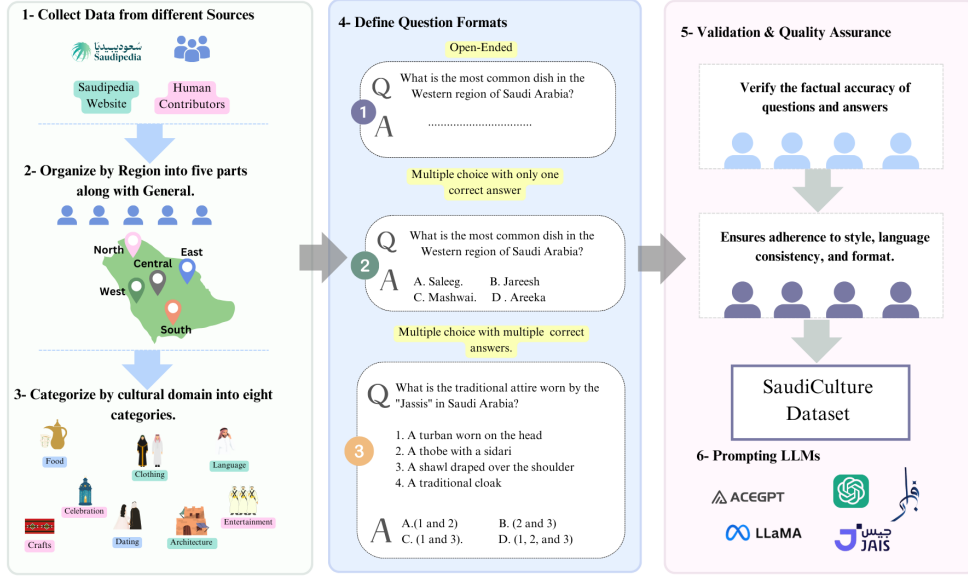 1- Collect Data from different Sources
سعوديبيديا
Saudipedia
Saudipedia
Website
Human
Contributors
2- Organize by Region into five parts
along with General.
North
East
Central
West
South
3- Categorize by cultural domain into eight
categories.
Food
Clothing
Language
Celebration
Entertainment
Crafts
Dating
Architecture
4- Define Question Formats
Open-Ended
Q
What is the most common dish in the
Western region of Saudi Arabia?
1
A
.................................
Multiple choice with only one
correct answer
Q
What is the most common dish in the
Western region of Saudi Arabia?
2
A
A. Saleeg. B. Jareesh
C. Mashwai. D . Areeka
Multiple choice with multiple correct
answers.
Q
What is the traditional attire worn by the
"Jassis" in Saudi Arabia?
3
1. A turban worn on the head
2. A thobe with a sidari
3. A shawl draped over the shoulder
4. A traditional cloak
A
A.(1 and 2) B. (2 and 3)
C. (1 and 3). D. (1, 2, and 3)
5- Validation & Quality Assurance
Verify the factual accuracy of
questions and answers
Ensures adherence to style, language
consistency, and format.
SaudiCulture
Dataset
6- Prompting LLMs
ACEGPT
LLaMA
جيس
JAIS